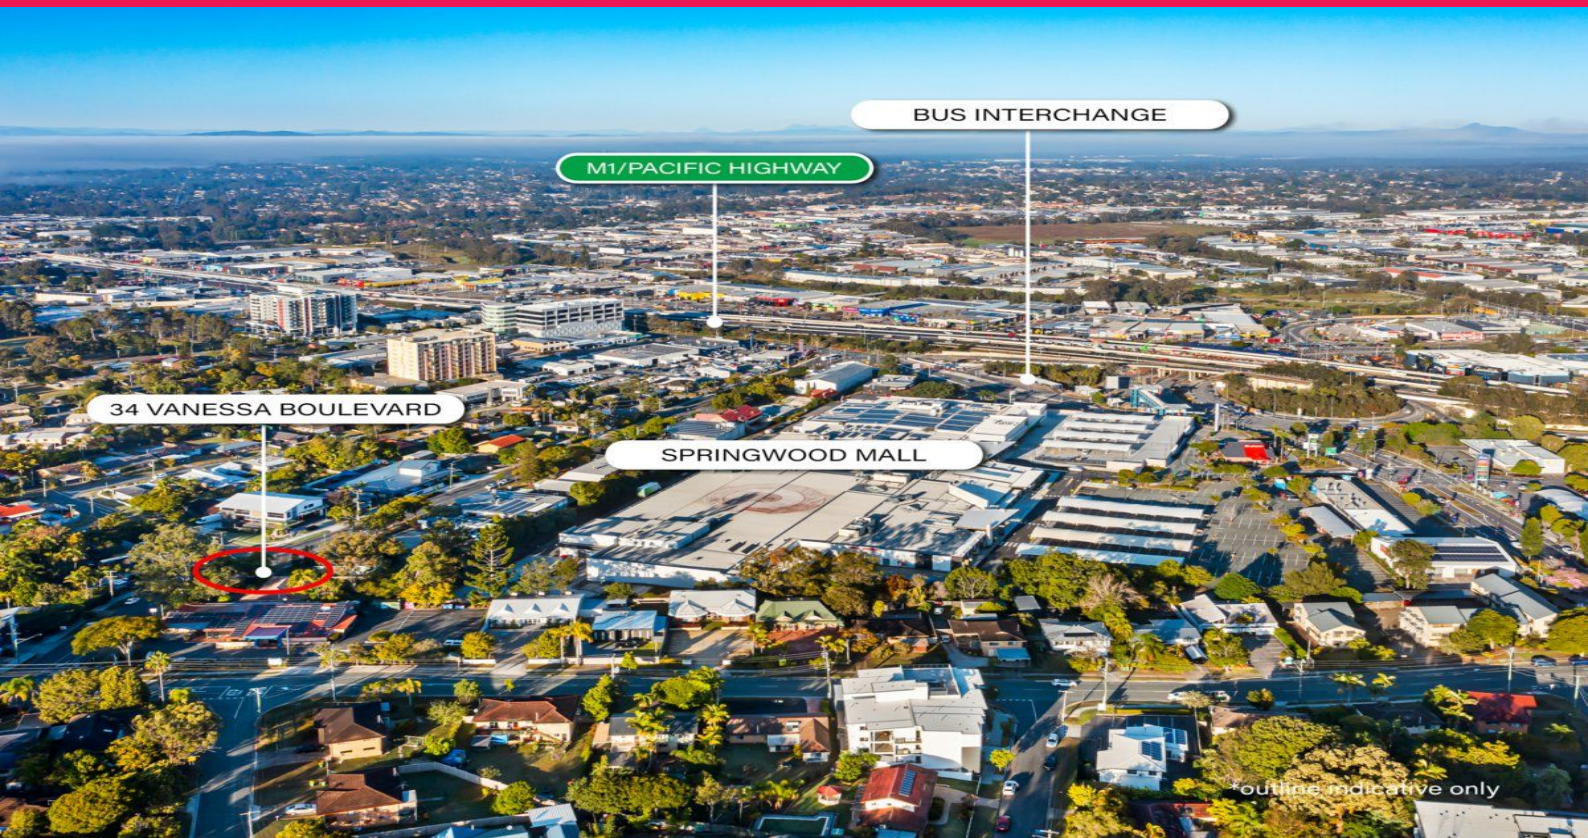 BUS INTERCHANGE
M1/PACIFIC HIGHWAY
34 VANESSA BOULEVARD
SPRINGWOOD MALL
*outline indicative only